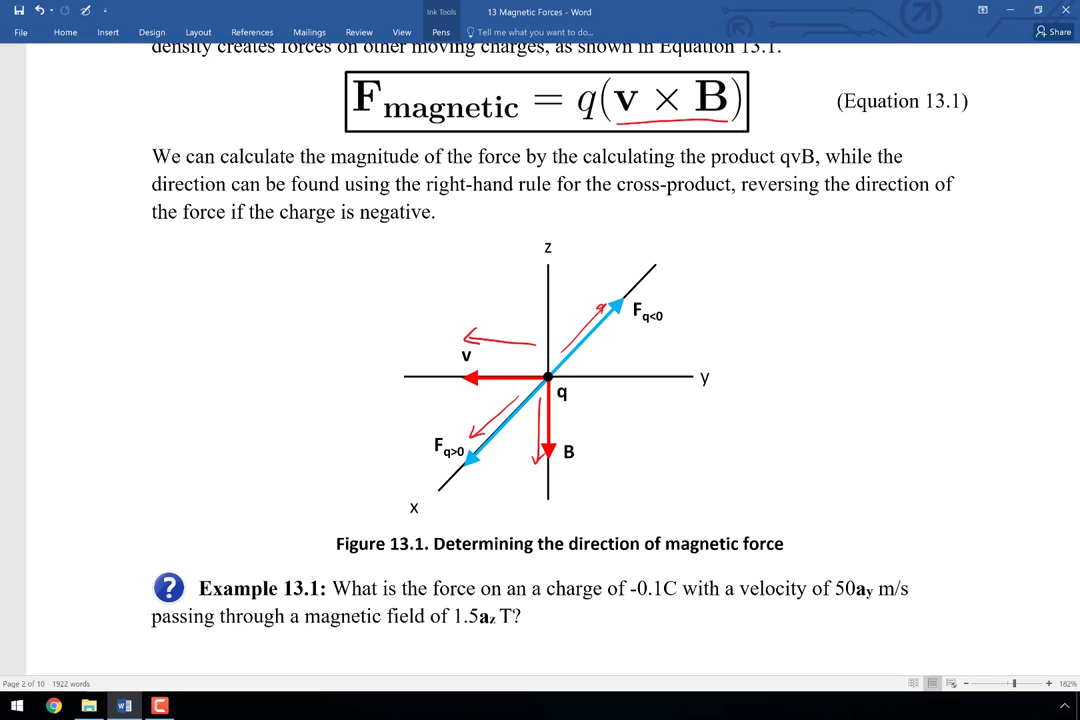 Ink Tools
13 Magnetic Forces - Word
File Home Insert Design Layout References Mailings Review View Pens Tell me what you want to do... Share
density creates forces on other moving charges, as shown in Equation 13.1.
F magnetic = q(v × B) (Equation 13.1)
We can calculate the magnitude of the force by the calculating the product qvB, while the
direction can be found using the right-hand rule for the cross-product, reversing the direction of
the force if the charge is negative.
z
F q<0
v
y
q
F q>0
B
x
Figure 13.1. Determining the direction of magnetic force
? Example 13.1: What is the force on an a charge of -0.1C with a velocity of 50ay m/s
passing through a magnetic field of 1.5az T?
Page 2 of 10 1922 words 182%